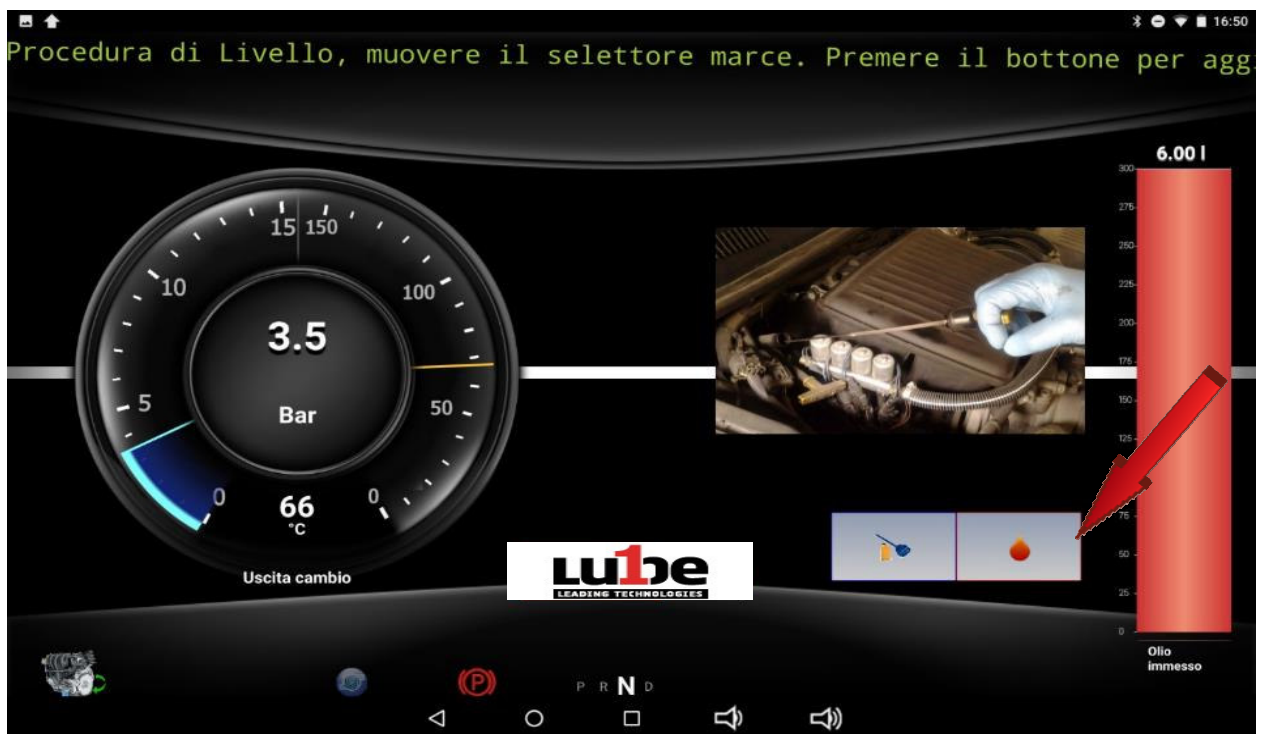 16:50
Procedura di Livello, muovere il selettore marce. Premere il bottone per agg
6.00 l
300
275
250
225
200
175
150
125
75
50
25
0
Olio
immesso
15 150
10 100
5 50
0 0
3.5
Bar
66
°C
Uscita cambio
Lu1be
LEADING TECHNOLOGIES
(P)
P R N D